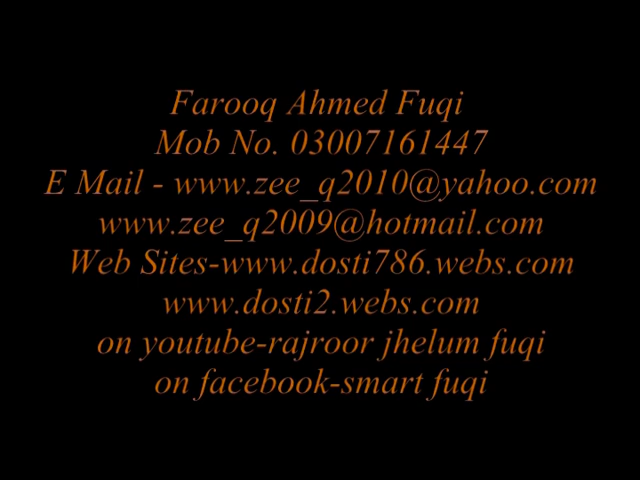 Farooq Ahmed Fuqi
Mob No. 03007161447
E Mail - www.zee_q2010@yahoo.com
www.zee_q2009@hotmail.com
Web Sites-www.dosti786.webs.com
www.dosti2.webs.com
on youtube-rajroor jhelum fuqi
on facebook-smart fuqi